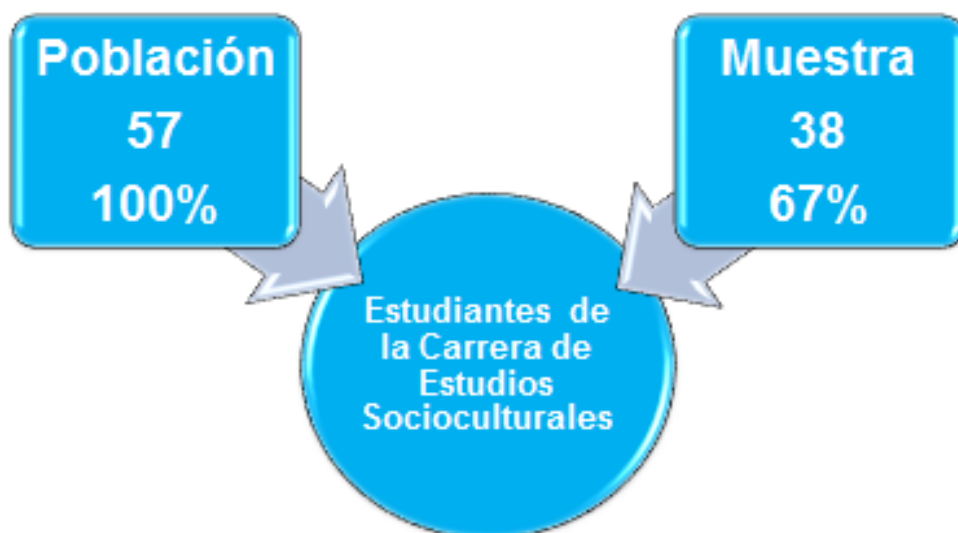 Población
57
100%
Muestra
38
67%
Estudiantes de
la Carrera de
Estudios
Socioculturales